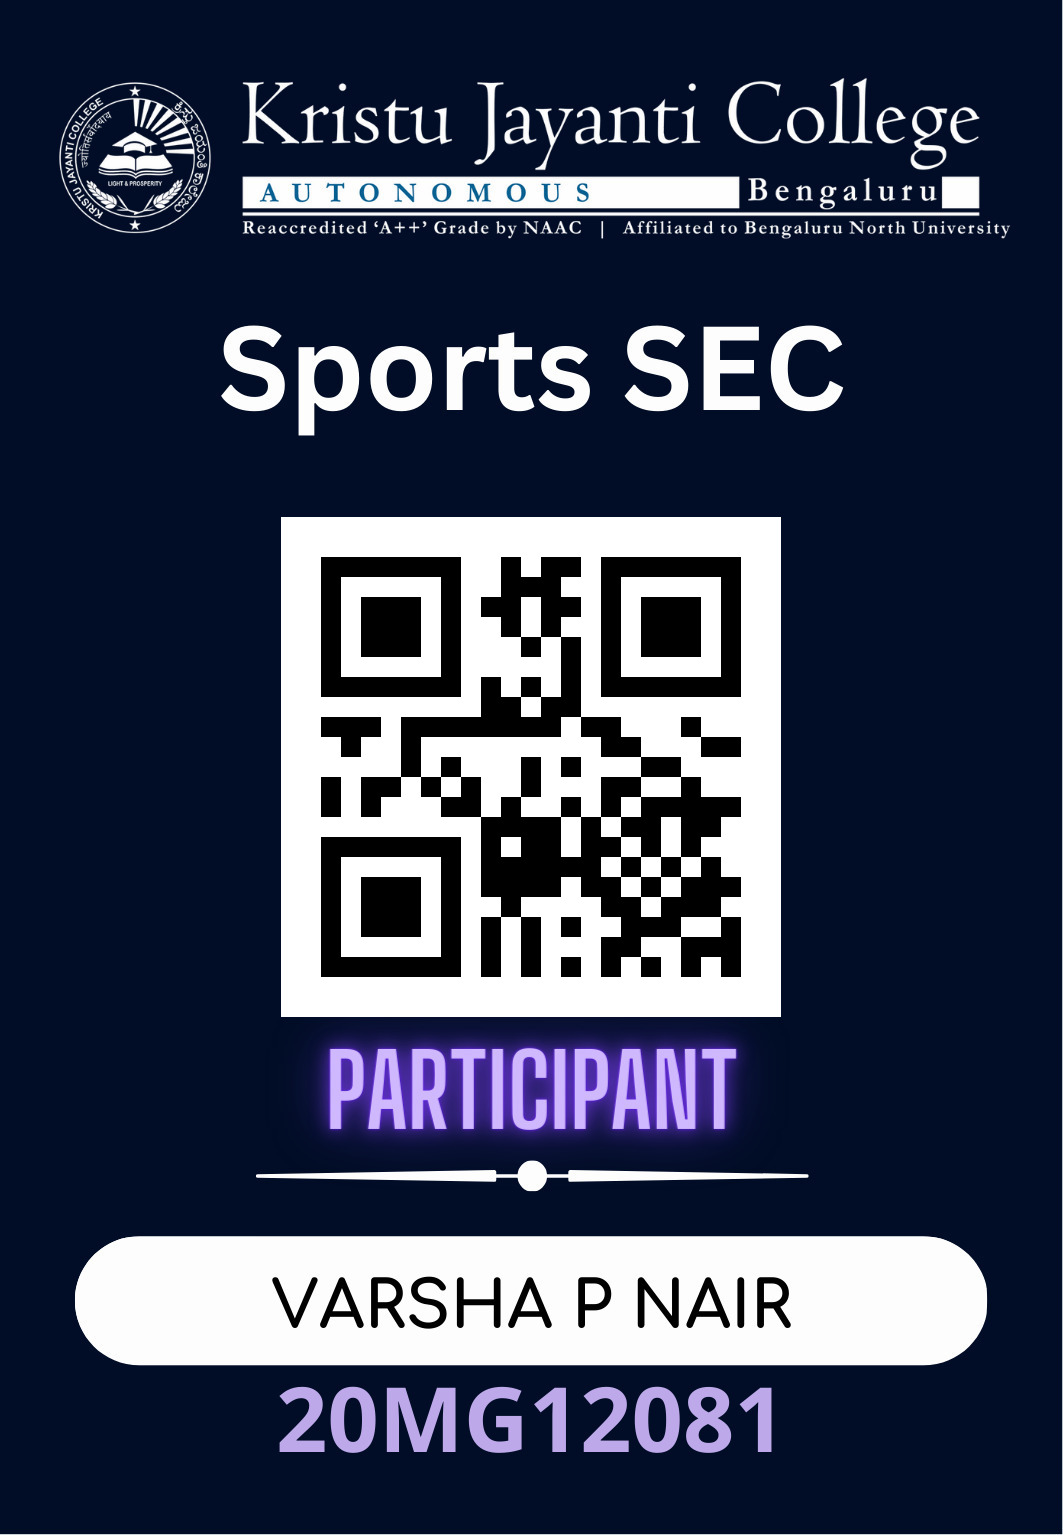 Kristu Jayanti College
AUTONOMOUS Bengaluru
Reaccredited ‘A++’ Grade by NAAC | Affiliated to Bengaluru North University
KRISTU JAYANTI COLLEGE
ಕ್ರಿಸ್ತು ಜಯಂತಿ ಕಾಲೇಜು
LIGHT & PROSPERITY
Sports SEC
PARTICIPANT
VARSHA P NAIR
20MG12081